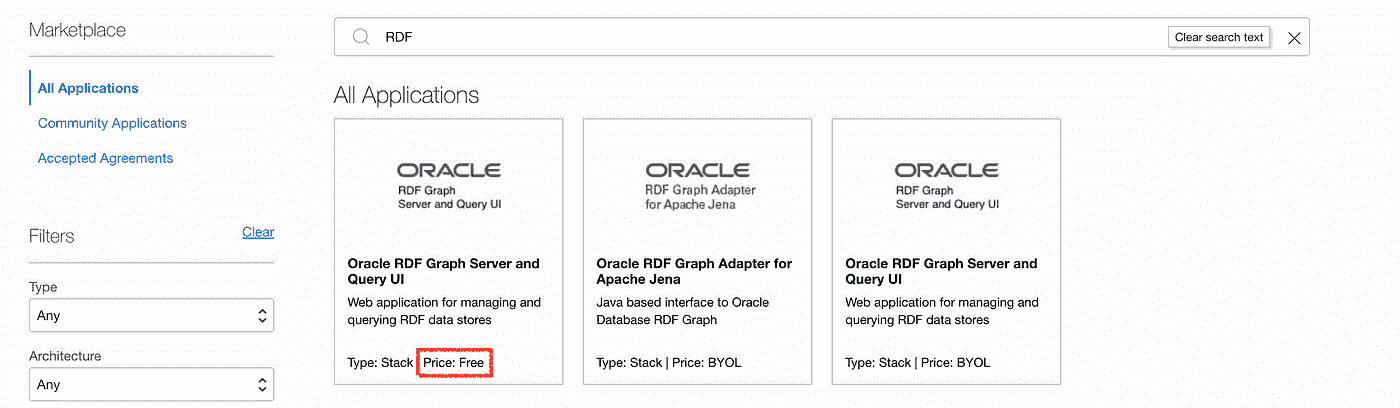 Marketplace
All Applications
Community Applications
Accepted Agreements
Filters
Clear
Type
Any
Architecture
Any
RDF
Clear search text
All Applications
ORACLE
RDF Graph
Server and Query UI
Oracle RDF Graph Server and
Query UI
Web application for managing and
querying RDF data stores
Type: Stack Price: Free
ORACLE
RDF Graph Adapter
for Apache Jena
Oracle RDF Graph Adapter for
Apache Jena
Java based interface to Oracle
Database RDF Graph
Type: Stack | Price: BYOL
ORACLE
RDF Graph
Server and Query UI
Oracle RDF Graph Server and
Query UI
Web application for managing and
querying RDF data stores
Type: Stack | Price: BYOL